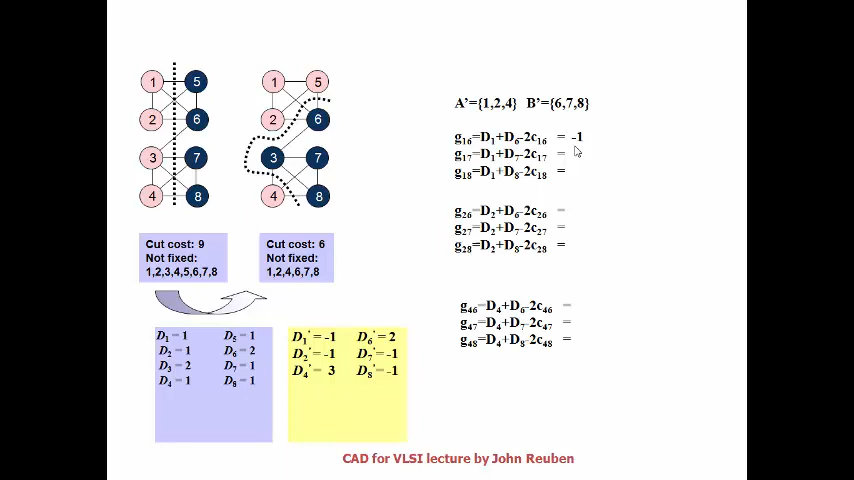 1 5 1 5
2 6 2 6
3 7 3 7
4 8 4 8
Cut cost: 9
Not fixed:
1,2,3,4,5,6,7,8
Cut cost: 6
Not fixed:
1,2,4,6,7,8
D1 = 1 D5 = 1
D2 = 1 D6 = 2
D3 = 2 D7 = 1
D4 = 1 D8 = 1
D1' = -1 D6' = 2
D2' = -1 D7' = -1
D4' = 3 D8' = -1
A'={1,2,4} B'={6,7,8}
g16=D1+D6-2c16 = -1
g17=D1+D7-2c17 =
g18=D1+D8-2c18 =
g26=D2+D6-2c26 =
g27=D2+D7-2c27 =
g28=D2+D8-2c28 =
g46=D4+D6-2c46 =
g47=D4+D7-2c47 =
g48=D4+D8-2c48 =
CAD for VLSI lecture by John Reuben